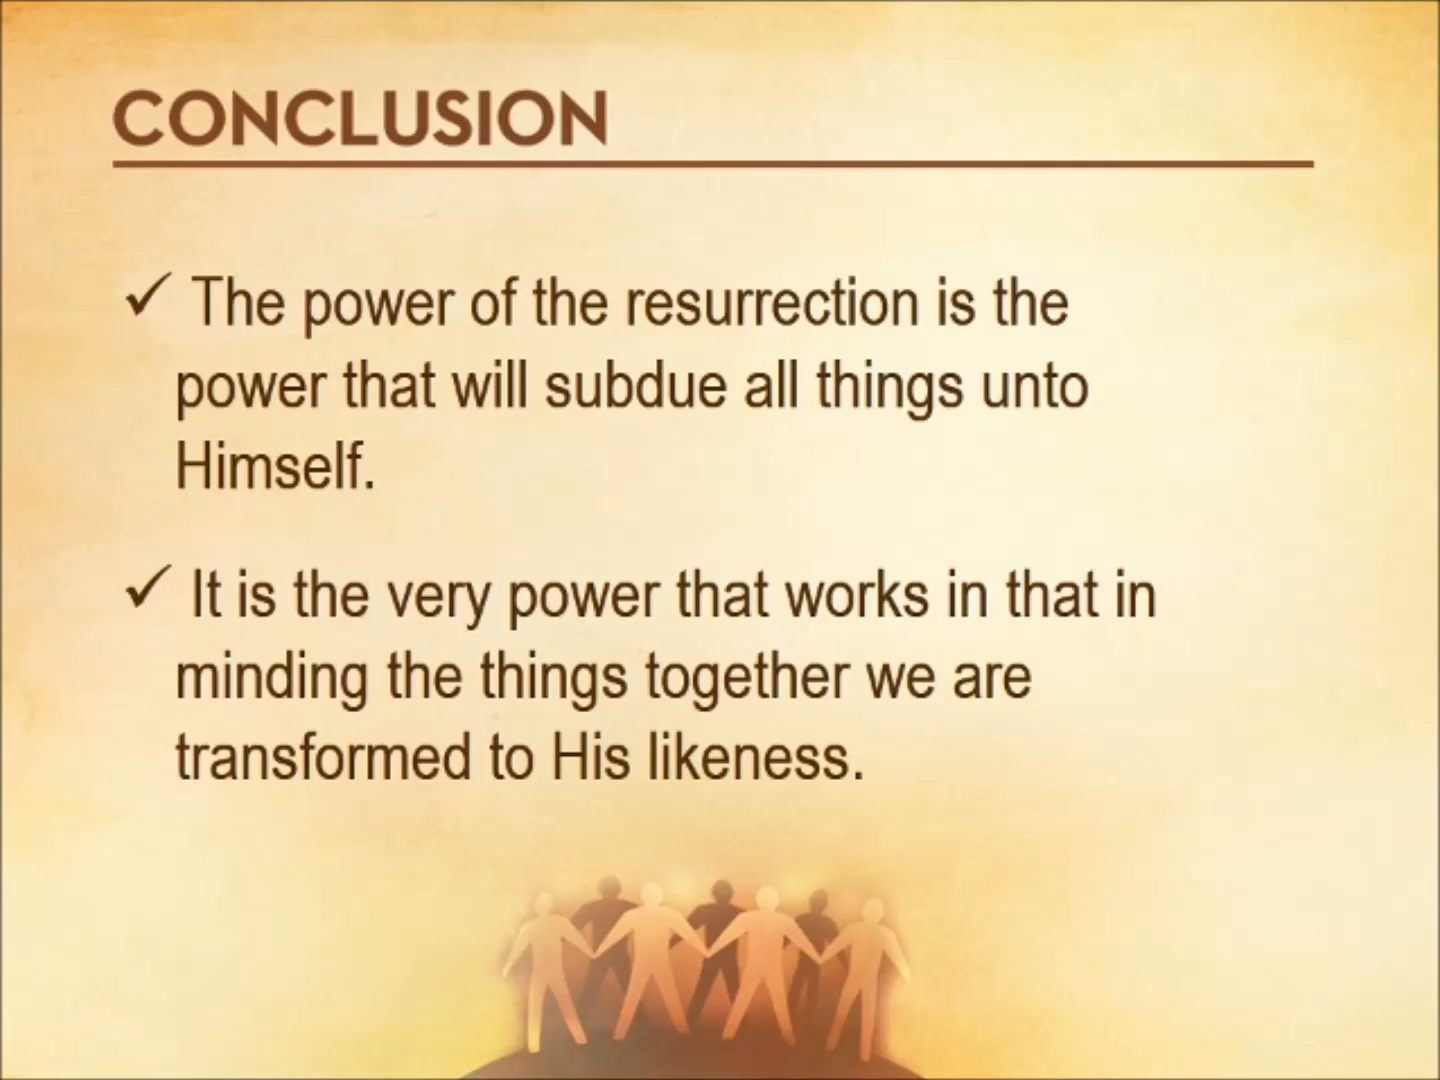 CONCLUSION
✓ The power of the resurrection is the
power that will subdue all things unto
Himself.
✓ It is the very power that works in that in
minding the things together we are
transformed to His likeness.